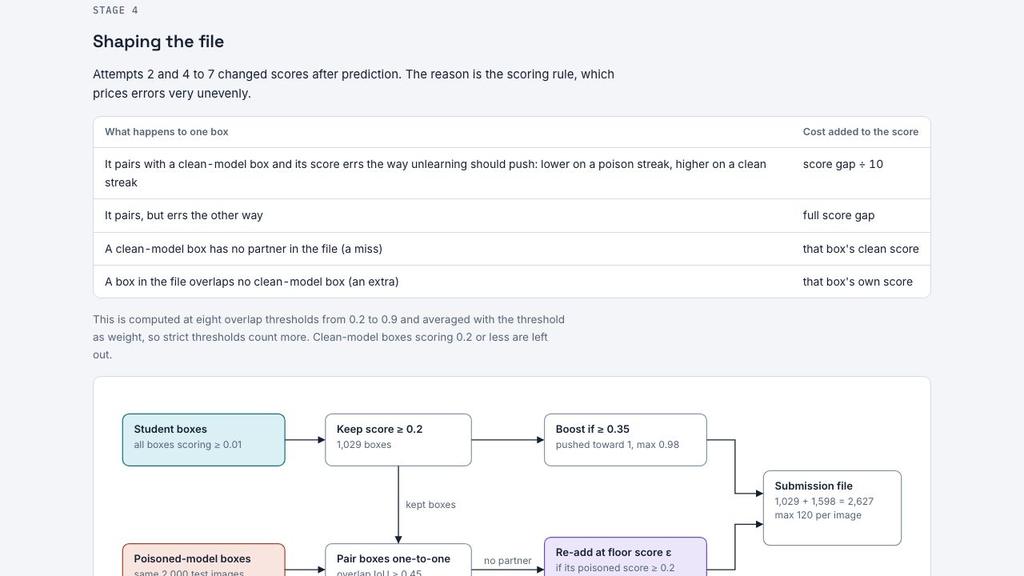 STAGE 4
Shaping the file
Attempts 2 and 4 to 7 changed scores after prediction. The reason is the scoring rule, which
prices errors very unevenly.
What happens to one box
Cost added to the score
It pairs with a clean-model box and its score errs the way unlearning should push: lower on a poison streak, higher on a clean
streak
score gap ÷ 10
It pairs, but errs the other way
full score gap
A clean-model box has no partner in the file (a miss)
that box's clean score
A box in the file overlaps no clean-model box (an extra)
that box's own score
This is computed at eight overlap thresholds from 0.2 to 0.9 and averaged with the threshold
as weight, so strict thresholds count more. Clean-model boxes scoring 0.2 or less are left
out.
Student boxes
all boxes scoring ≥ 0.01
Keep score ≥ 0.2
1,029 boxes
Boost if ≥ 0.35
pushed toward 1, max 0.98
Submission file
1,029 + 1,598 = 2,627
max 120 per image
kept boxes
Poisoned-model boxes
same 2,000 test images
Pair boxes one-to-one
overlap IoU ≥ 0.45
no partner
Re-add at floor score ε
if its poisoned score ≥ 0.2